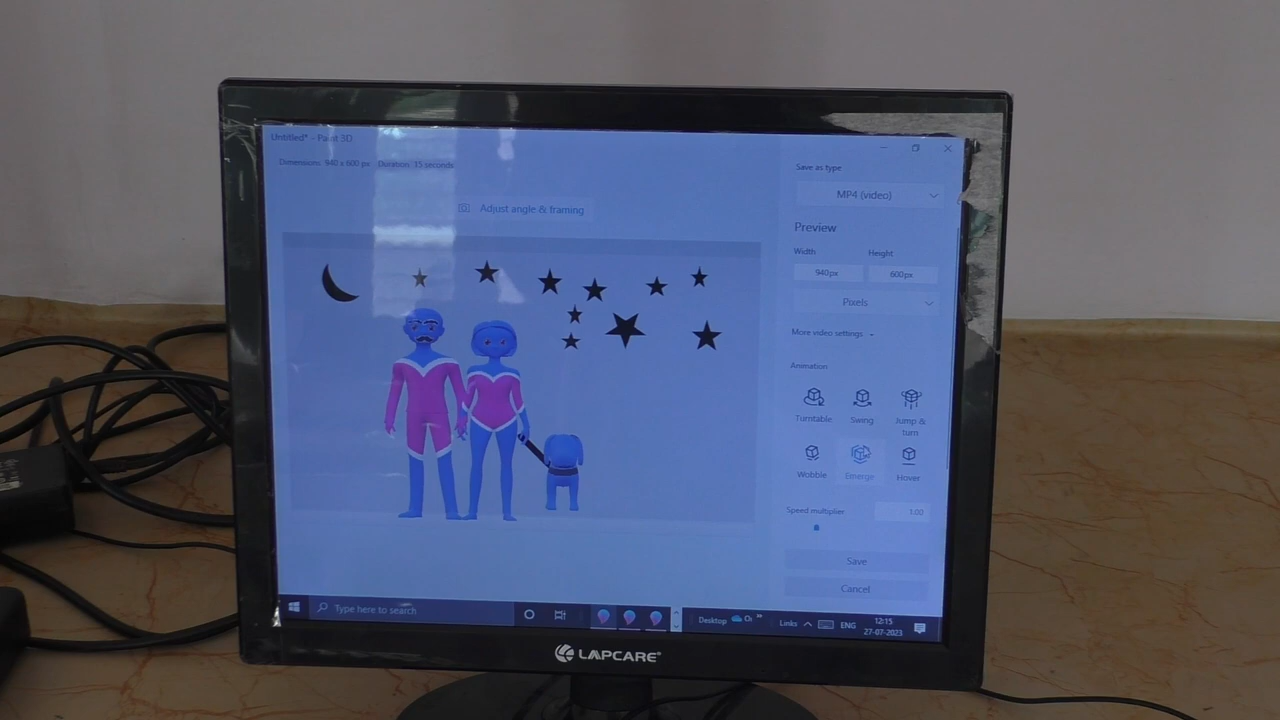 Untitled* - Paint 3D
Dimensions: 940 x 600 px - Duration: 15 seconds
Save as type
MP4 (video)
Adjust angle & framing
Preview
Width Height
940px 600px
Pixels
More video settings
Animation
Turntable Swing Jump & turn
Wobble Emerge Hover
Speed multiplier 1.00
Save
Cancel
Type here to search
Desktop
Links
ENG
12:15
27-07-2023
LAPCARE